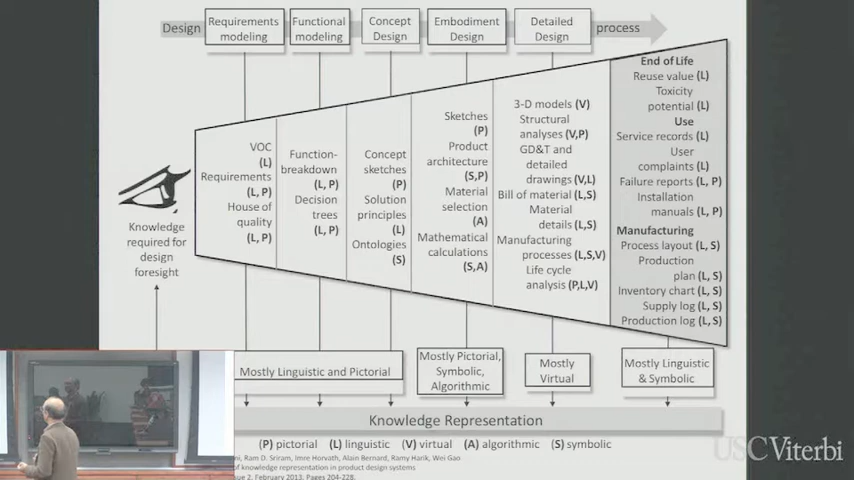 Design
Requirements
modeling
Functional
modeling
Concept
Design
Embodiment
Design
Detailed
Design
process
VOC
(L)
Requirements
(L, P)
House of
quality
(L, P)
Function-
breakdown
(L, P)
Decision
trees
(L, P)
Concept
sketches
(P)
Solution
principles
(L)
Ontologies
(S)
Sketches
(P)
Product
architecture
(S,P)
Material
selection
(A)
Mathematical
calculations
(S,A)
3-D models (V)
Structural
analyses (V,P)
GD&T and
detailed
drawings (V,L)
Bill of material (L,S)
Material
details (L,S)
Manufacturing
processes (L,S,V)
Life cycle
analysis (P,L,V)
End of Life
Reuse value (L)
Toxicity
potential (L)
Use
Service records (L)
User
complaints (L)
Failure reports (L, P)
Installation
manuals (L, P)
Manufacturing
Process layout (L, S)
Production
plan (L, S)
Inventory chart (L, S)
Supply log (L, S)
Production log (L, S)
Knowledge
required for
design
foresight
Mostly Linguistic and Pictorial
Mostly Pictorial,
Symbolic,
Algorithmic
Mostly
Virtual
Mostly Linguistic
& Symbolic
Knowledge Representation
(P) pictorial (L) linguistic (V) virtual (A) algorithmic (S) symbolic
Ram D. Sriram, Imre Horvath, Alain Bernard, Ramy Harik, Wei Gao
of knowledge representation in product design systems
2, February 2013, Pages 204-228.
USC Viterbi